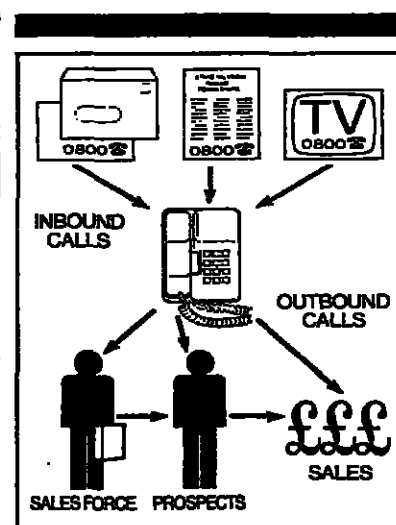 0800☎
0800☎
TV
0800☎
INBOUND
CALLS
OUTBOUND
CALLS
£££
SALES
SALES FORCE
PROSPECTS